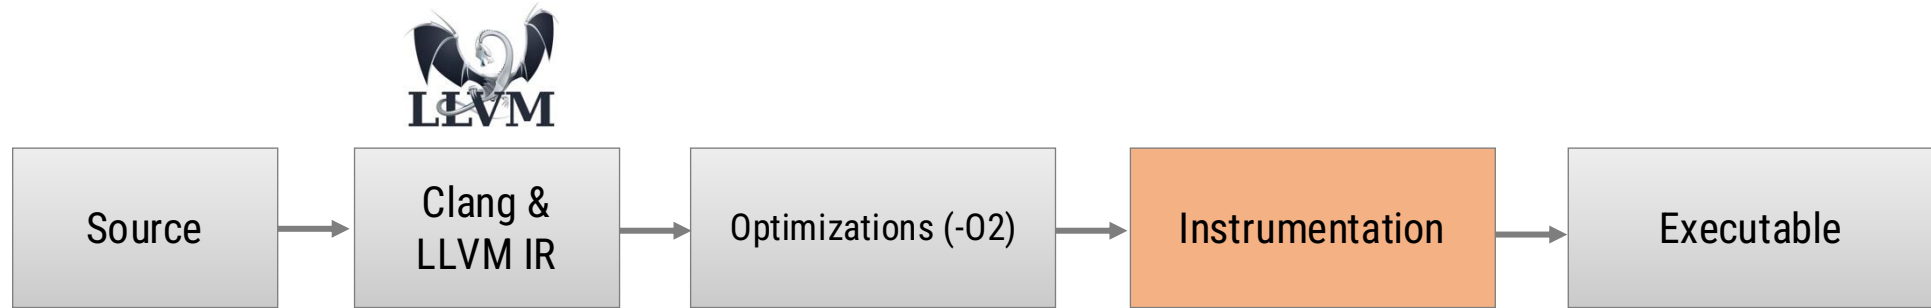 LLVM
Source
Clang &
LLVM IR
Optimizations (-O2)
Instrumentation
Executable